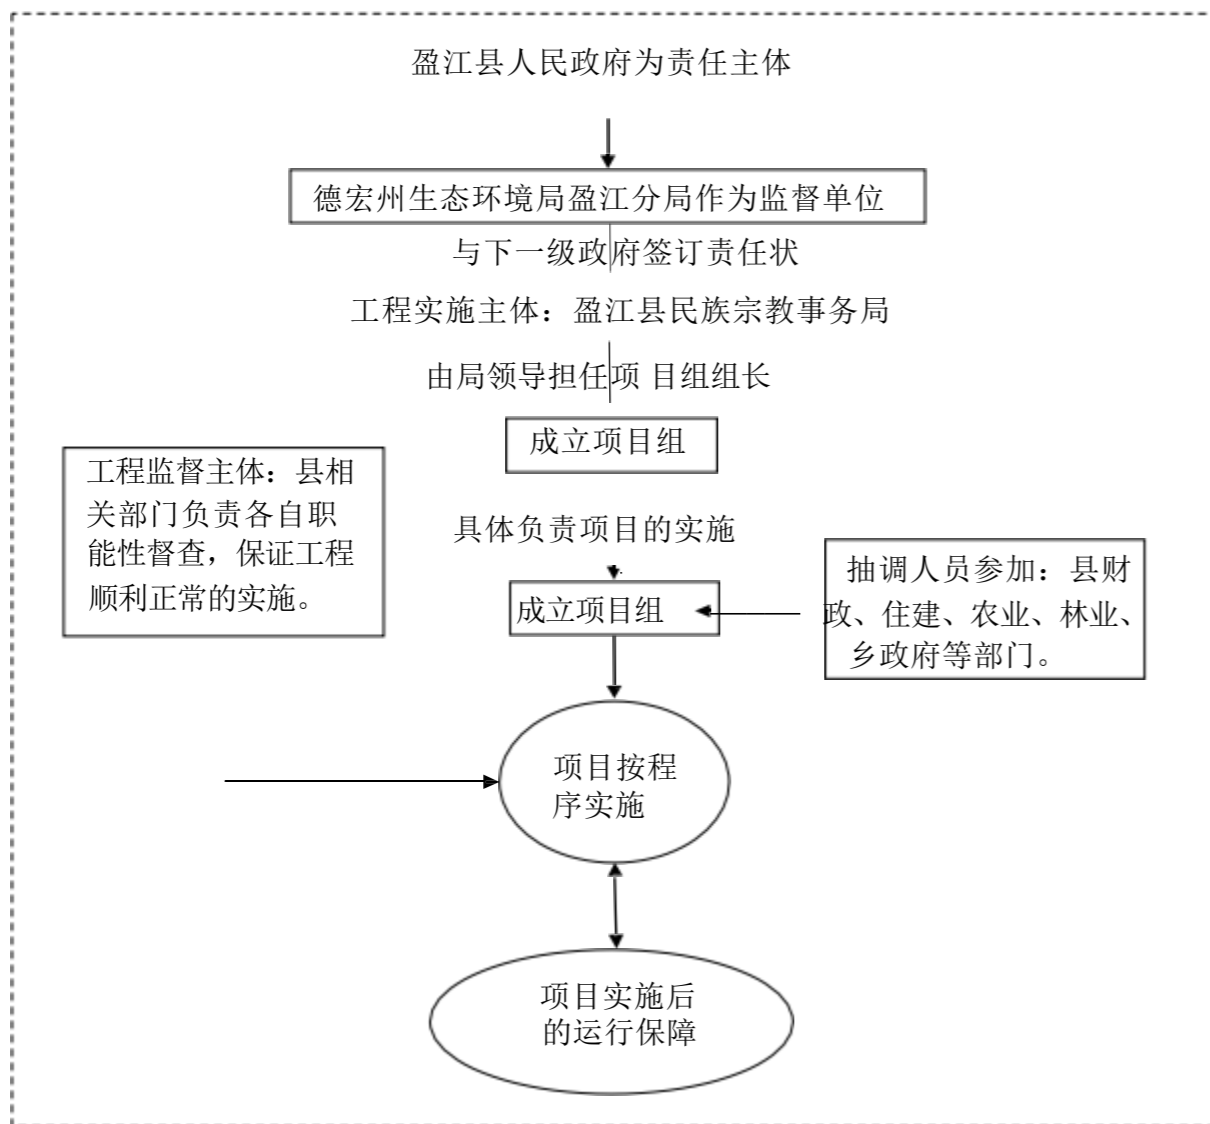 盈江县人民政府为责任主体
德宏州生态环境局盈江分局作为监督单位
与下一级政府签订责任状
工程实施主体：盈江县民族宗教事务局
由局领导担任项 目组组长
成立项目组
工程监督主体：县相
关部门负责各自职
能性督查，保证工程
顺利正常的实施。
具体负责项目的实施
成立项目组
抽调人员参加：县财
政、住建、农业、林业、
乡政府等部门。
项目按程
序实施
项目实施后
的运行保障